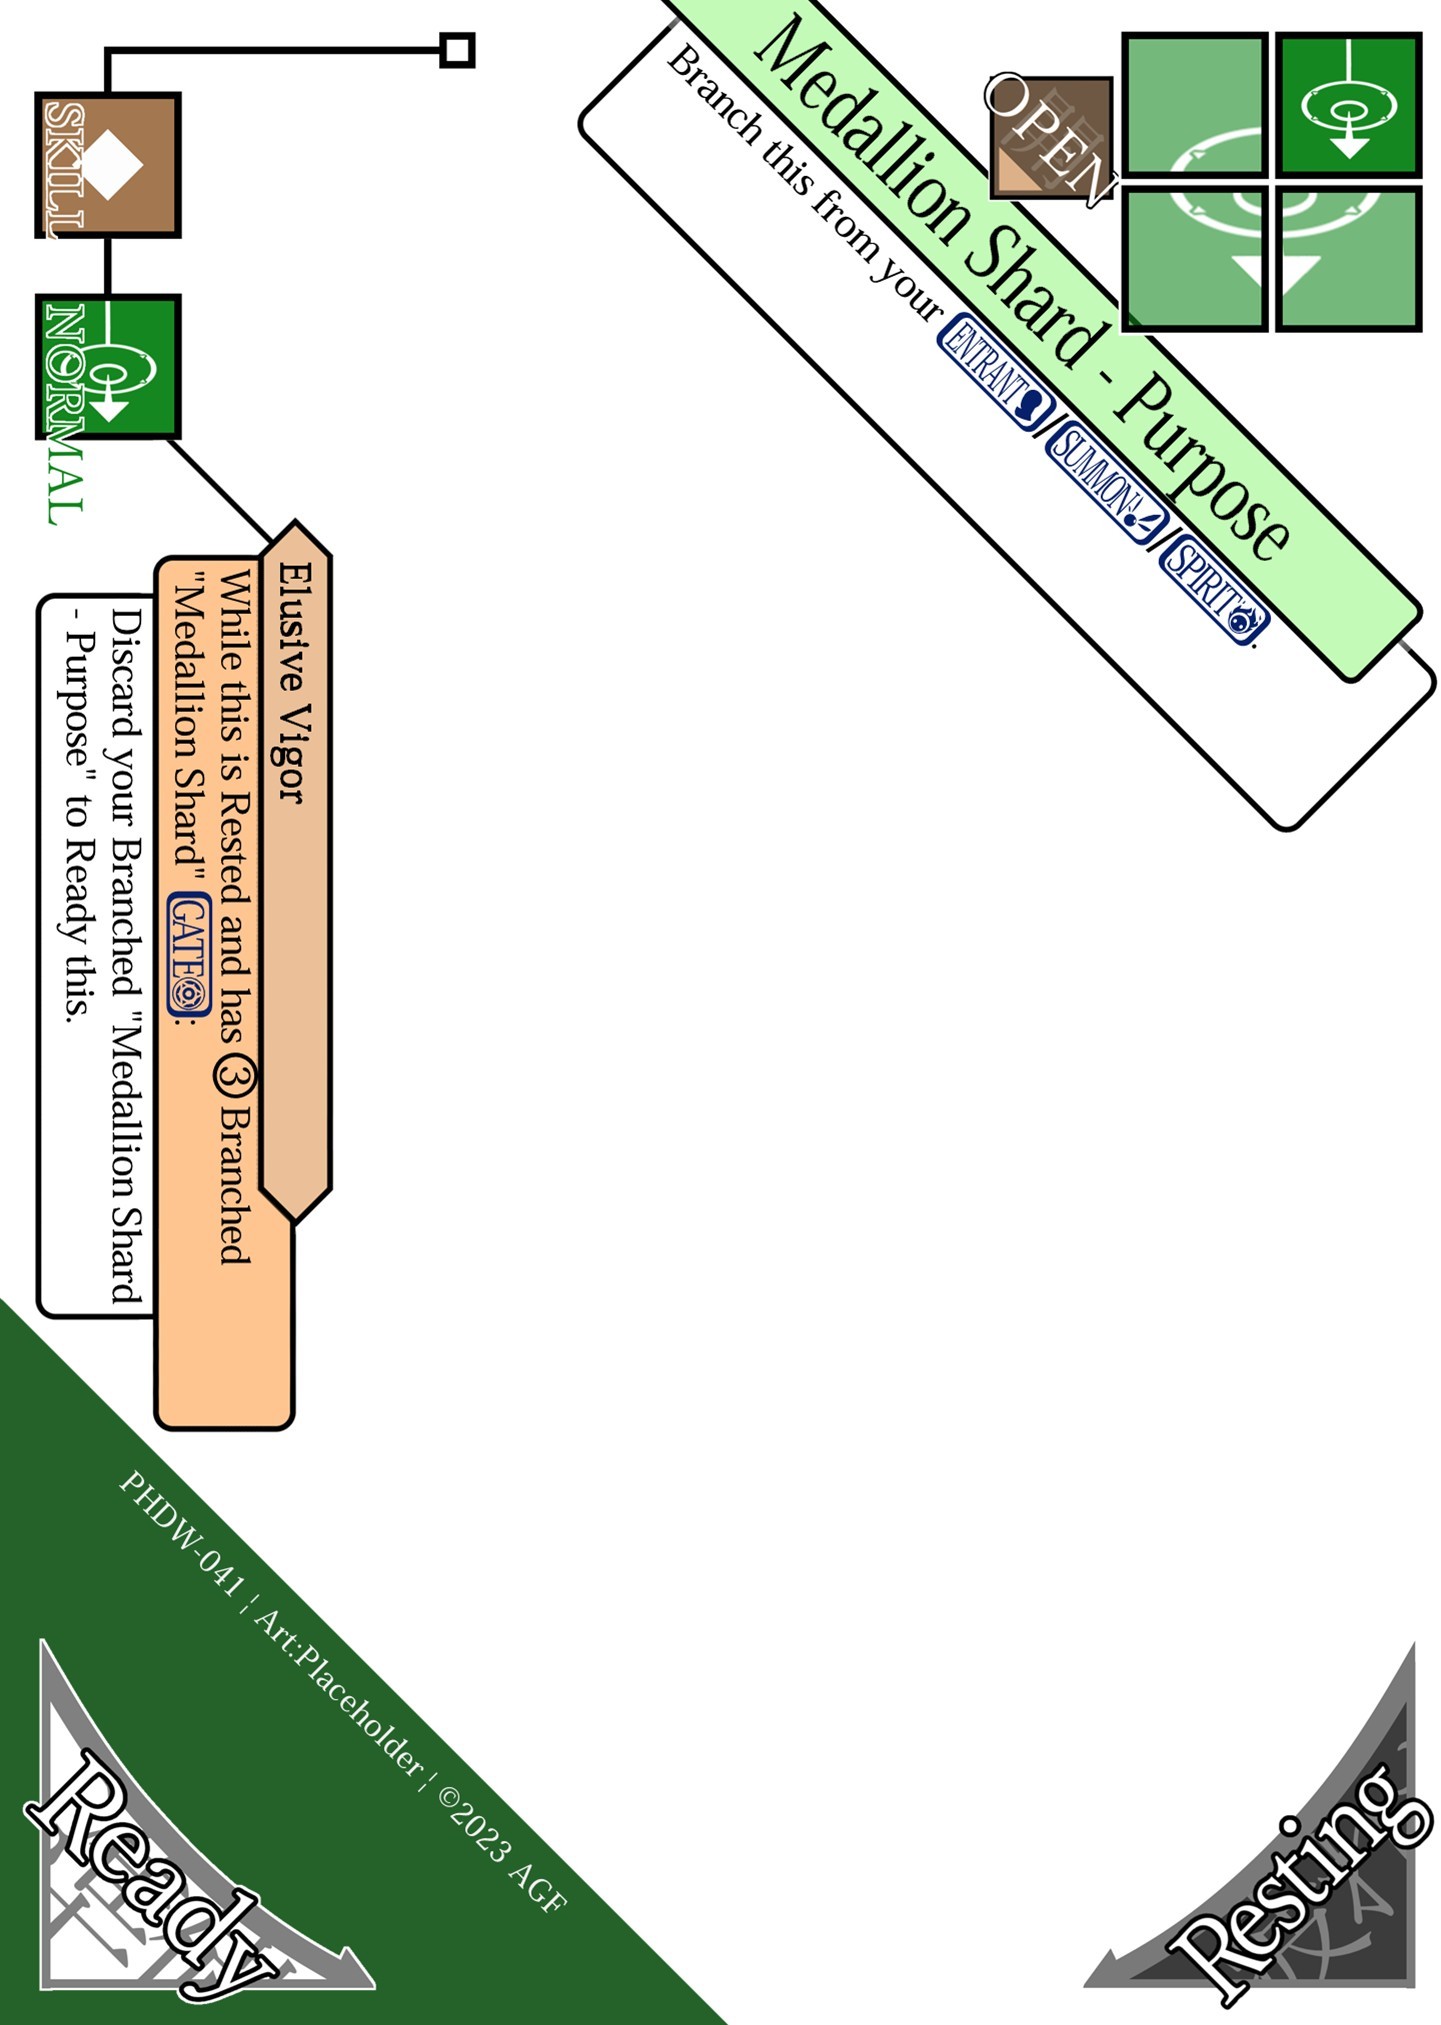 Medallion Shard - Purpose
Branch this from your ENTRANT/SUMMON/SPIRIT.
開
OPEN
SKILL
NORMAL
Elusive Vigor
While this is Rested and has ③ Branched
"Medallion Shard" GATE:
Discard your Branched "Medallion Shard
- Purpose" to Ready this.
PHDW-041 ¦ Art:Placeholder ¦ ©2023 AGF
Ready
Resting